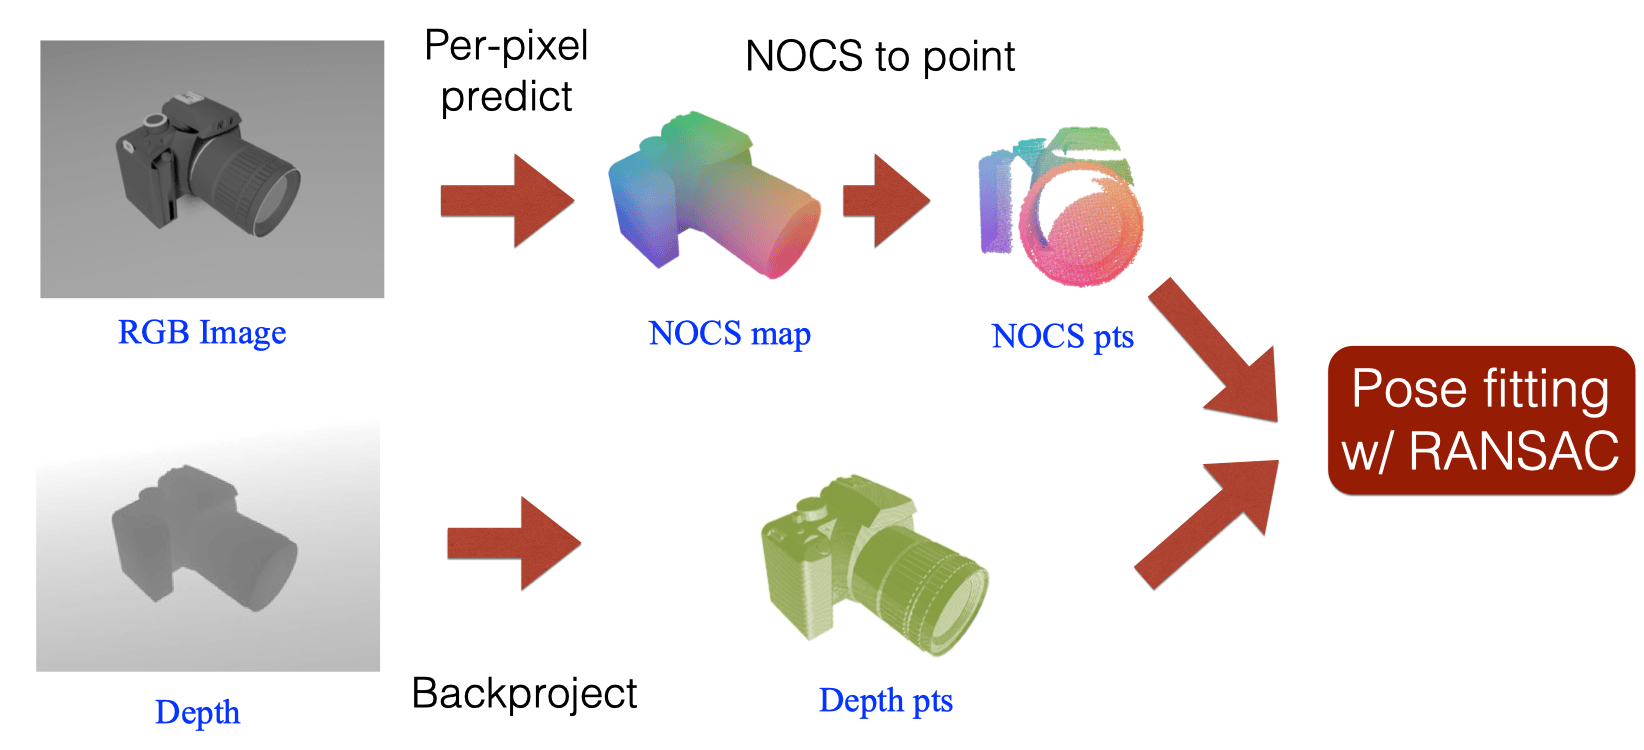 Per-pixel
predict
NOCS to point
RGB Image
NOCS map
NOCS pts
Pose fitting
w/ RANSAC
Backproject
Depth
Depth pts